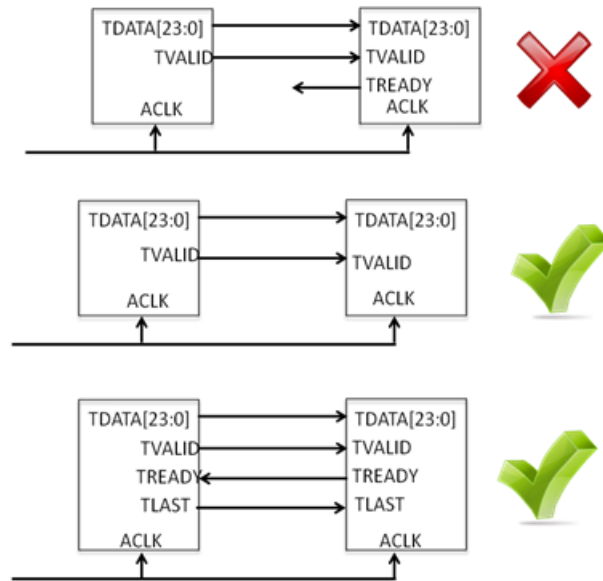 TDATA[23:0] TDATA[23:0]
TVALID TVALID
TREADY
ACLK ACLK
TDATA[23:0] TDATA[23:0]
TVALID TVALID
ACLK ACLK
TDATA[23:0] TDATA[23:0]
TVALID TVALID
TREADY TREADY
TLAST TLAST
ACLK ACLK